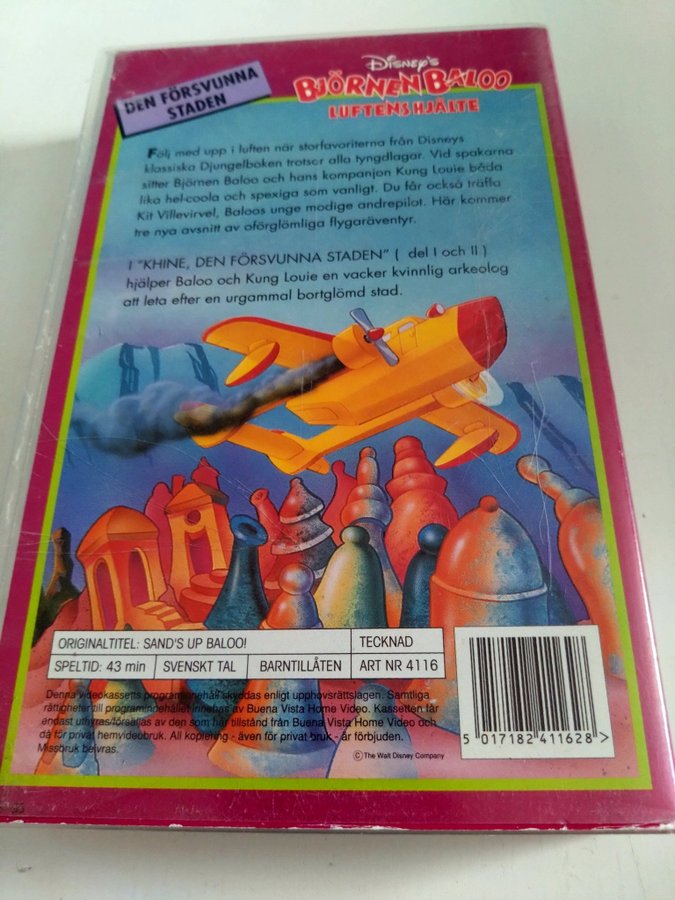 DEN FÖRSVUNNA
STADEN
DISNEY'S
BJÖRNEN BALOO
LUFTENS HJÄLTE
Följ med upp i luften när storfavoriterna från Disneys
klassiska Djungelboken trotsar alla tyngdlagar. Vid spakarna
sitter Björnen Baloo och hans kompanjon Kung Louie båda
lika hel-coola och spexiga som vanligt. Du får också träffa
Kit Villevirvel, Baloos unge modige andrepilot. Här kommer
tre nya avsnitt av oförglömliga flygaräventyr.
I "KHINE, DEN FÖRSVUNNA STADEN" ( del I och II )
hjälper Baloo och Kung Louie en vacker kvinnlig arkeolog
att leta efter en urgammal bortglömd stad.
ORIGINALTITEL: SAND'S UP BALOO! TECKNAD
SPELTID: 43 min SVENSKT TAL BARNTILLÅTEN ART NR 4116
Denna videokassetts programinnehåll skyddas enligt upphovsrättslagen. Samtliga
rättigheter till programinnehållet innehas av Buena Vista Home Video. Kassetten får
endast uthyras/försäljas av den som har tillstånd från Buena Vista Home Video och
då för privat hemvideobruk. All kopiering - även för privat bruk - är förbjuden.
Missbruk beivras.
© The Walt Disney Company
5 017182 411628 >